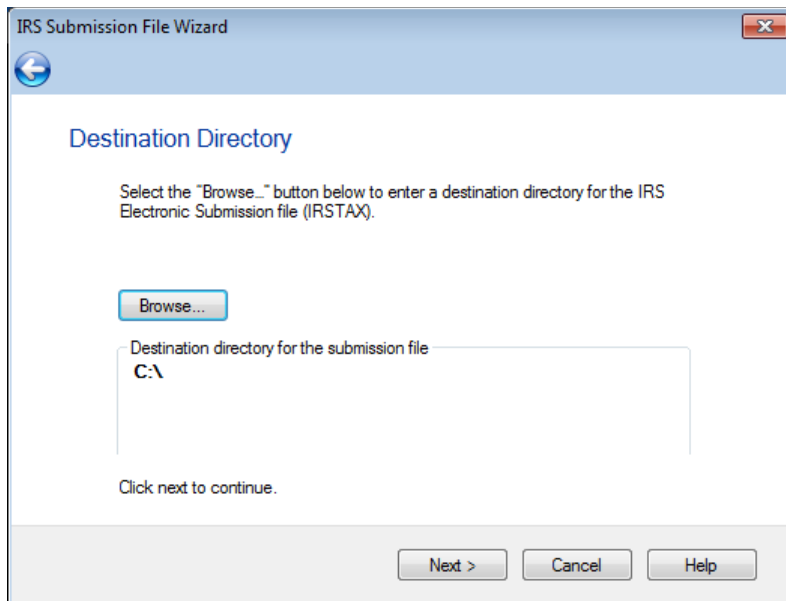 IRS Submission File Wizard
Destination Directory
Select the "Browse..." button below to enter a destination directory for the IRS
Electronic Submission file (IRSTAX).
Browse...
Destination directory for the submission file
C:\
Click next to continue.
Next > Cancel Help